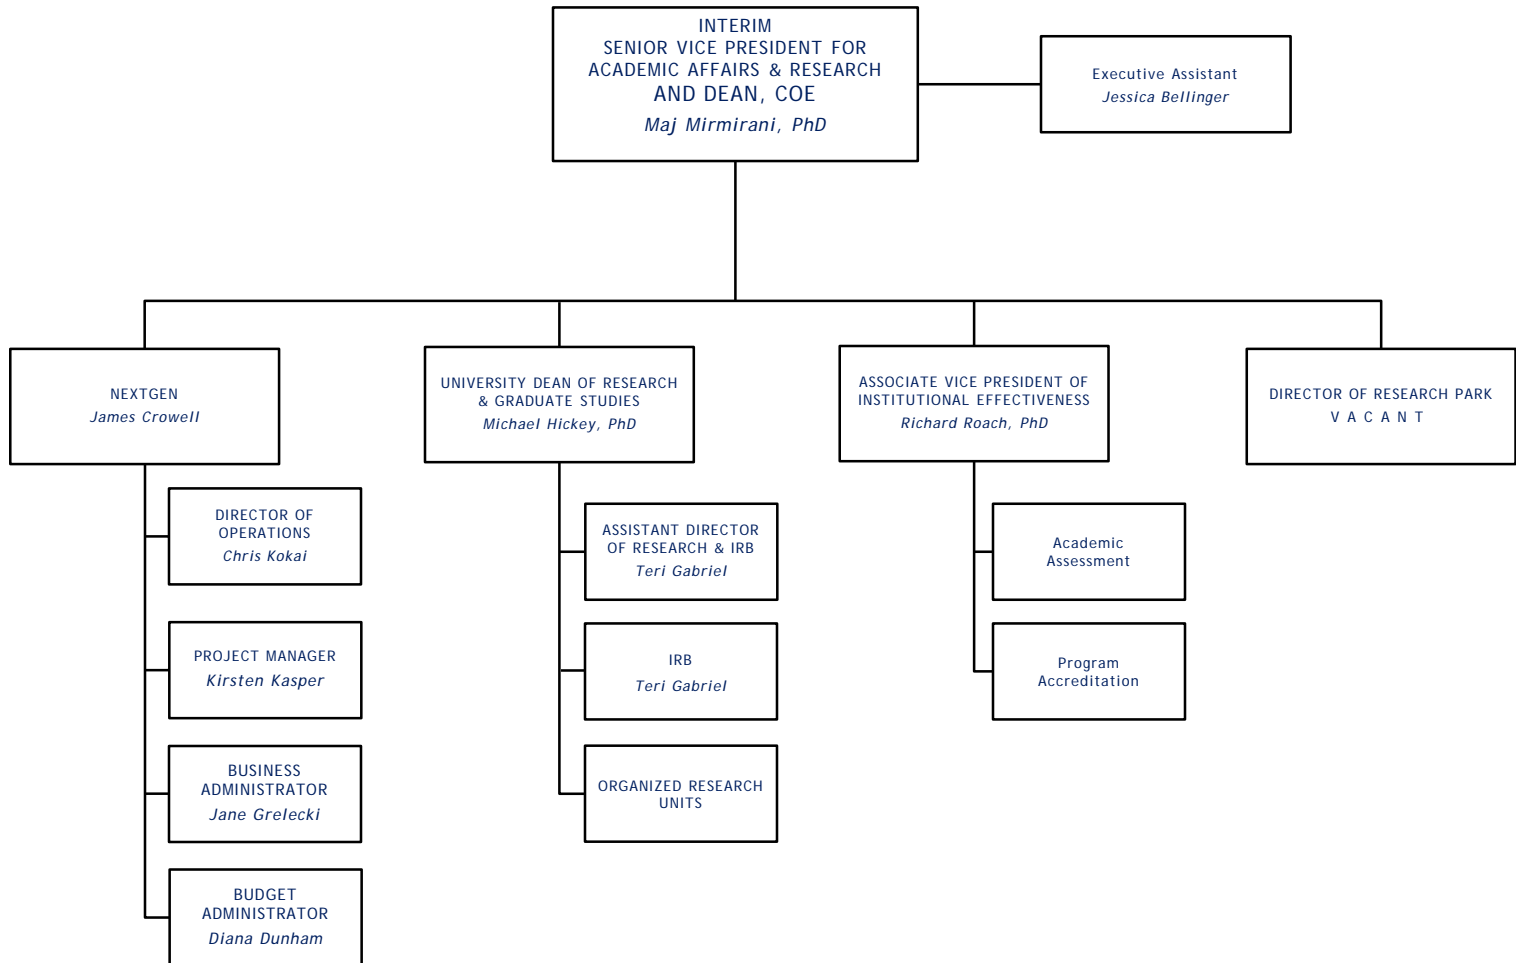 INTERIM
SENIOR VICE PRESIDENT FOR
ACADEMIC AFFAIRS & RESEARCH
AND DEAN, COE
Maj Mirmirani, PhD
Executive Assistant
Jessica Bellinger
NEXTGEN
James Crowell
UNIVERSITY DEAN OF RESEARCH
& GRADUATE STUDIES
Michael Hickey, PhD
ASSOCIATE VICE PRESIDENT OF
INSTITUTIONAL EFFECTIVENESS
Richard Roach, PhD
DIRECTOR OF RESEARCH PARK
V A C A N T
DIRECTOR OF
OPERATIONS
Chris Kokai
PROJECT MANAGER
Kirsten Kasper
BUSINESS
ADMINISTRATOR
Jane Grelecki
BUDGET
ADMINISTRATOR
Diana Dunham
ASSISTANT DIRECTOR
OF RESEARCH & IRB
Teri Gabriel
IRB
Teri Gabriel
ORGANIZED RESEARCH
UNITS
Academic
Assessment
Program
Accreditation